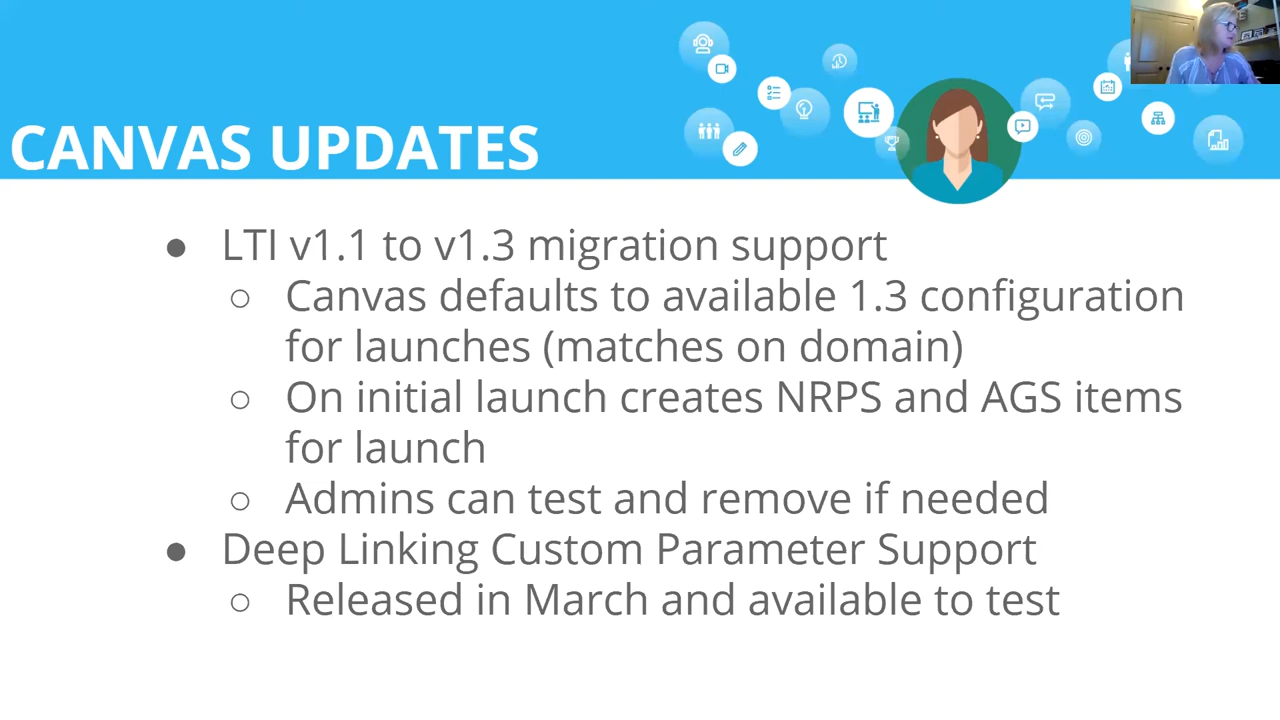 CANVAS UPDATES
● LTI v1.1 to v1.3 migration support
○ Canvas defaults to available 1.3 configuration
for launches (matches on domain)
○ On initial launch creates NRPS and AGS items
for launch
○ Admins can test and remove if needed
● Deep Linking Custom Parameter Support
○ Released in March and available to test